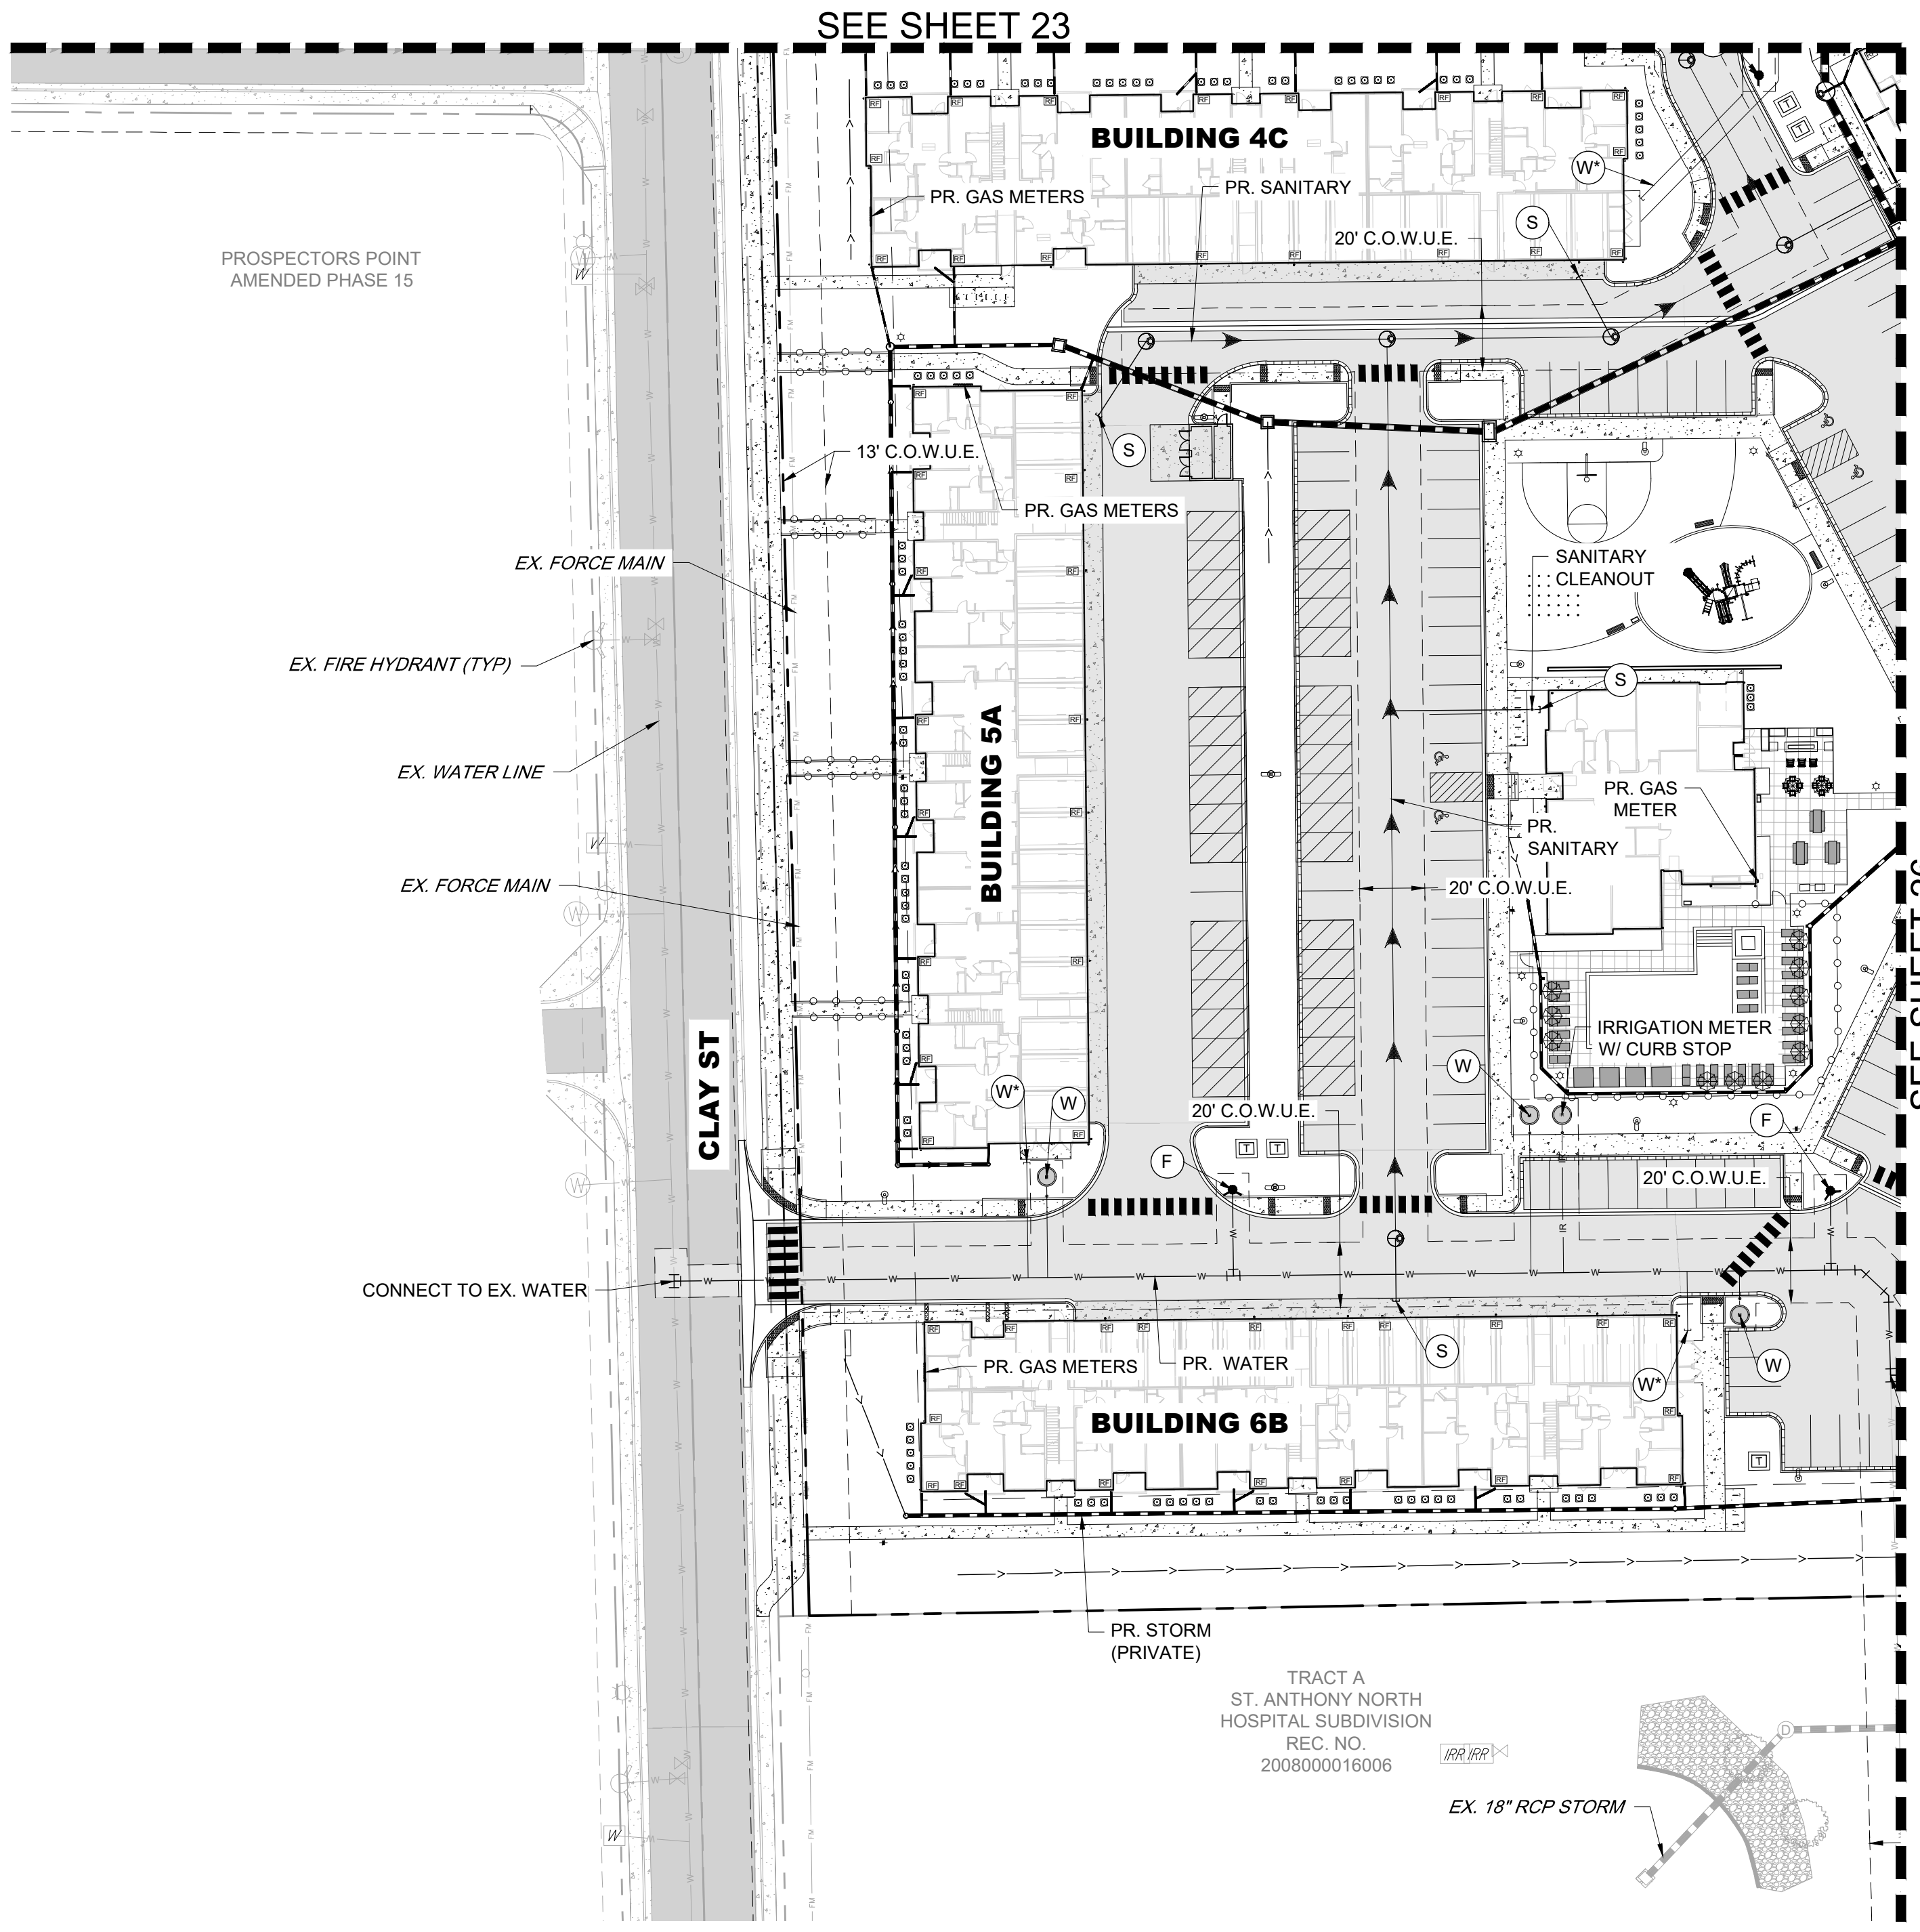 SEE SHEET 23
BUILDING 4C
PR. GAS METERS
PR. SANITARY
W*
S
20' C.O.W.U.E.
PROSPECTORS POINT
AMENDED PHASE 15
13' C.O.W.U.E.
S
PR. GAS METERS
EX. FORCE MAIN
SANITARY
CLEANOUT
EX. FIRE HYDRANT (TYP)
S
BUILDING 5A
EX. WATER LINE
PR. GAS
METER
PR.
SANITARY
EX. FORCE MAIN
20' C.O.W.U.E.
CLAY ST
IRRIGATION METER
W/ CURB STOP
W
W*
W
20' C.O.W.U.E.
F
F
20' C.O.W.U.E.
CONNECT TO EX. WATER
S
PR. GAS METERS
PR. WATER
W
W*
BUILDING 6B
PR. STORM
(PRIVATE)
TRACT A
ST. ANTHONY NORTH
HOSPITAL SUBDIVISION
REC. NO.
2008000016006
IRR IRR
D
EX. 18" RCP STORM